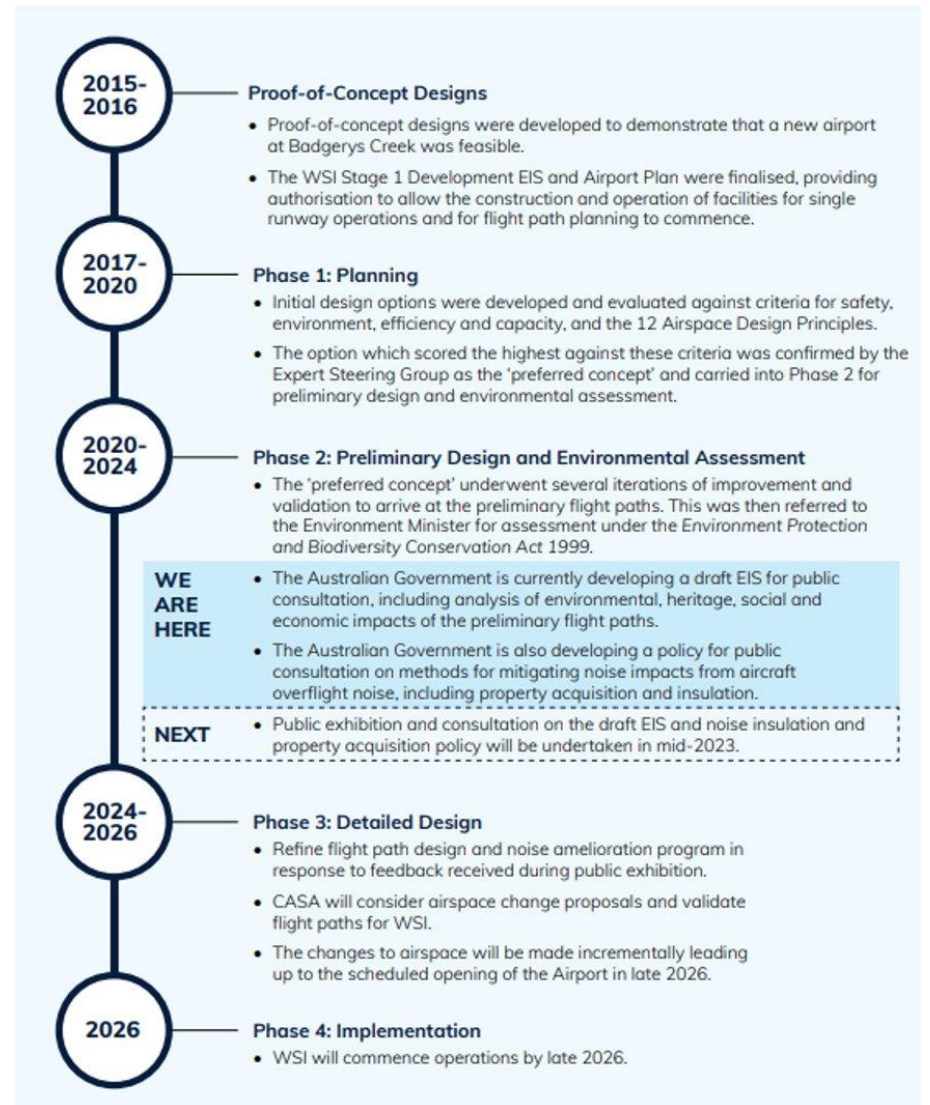 2015-
2016
Proof-of-Concept Designs
• Proof-of-concept designs were developed to demonstrate that a new airport
at Badgerys Creek was feasible.
• The WSI Stage 1 Development EIS and Airport Plan were finalised, providing
authorisation to allow the construction and operation of facilities for single
runway operations and for flight path planning to commence.
2017-
2020
Phase 1: Planning
• Initial design options were developed and evaluated against criteria for safety,
environment, efficiency and capacity, and the 12 Airspace Design Principles.
• The option which scored the highest against these criteria was confirmed by the
Expert Steering Group as the ‘preferred concept’ and carried into Phase 2 for
preliminary design and environmental assessment.
2020-
2024
Phase 2: Preliminary Design and Environmental Assessment
• The ‘preferred concept’ underwent several iterations of improvement and
validation to arrive at the preliminary flight paths. This was then referred to
the Environment Minister for assessment under the Environment Protection
and Biodiversity Conservation Act 1999.
WE
ARE
HERE
• The Australian Government is currently developing a draft EIS for public
consultation, including analysis of environmental, heritage, social and
economic impacts of the preliminary flight paths.
• The Australian Government is also developing a policy for public
consultation on methods for mitigating noise impacts from aircraft
overflight noise, including property acquisition and insulation.
NEXT
• Public exhibition and consultation on the draft EIS and noise insulation and
property acquisition policy will be undertaken in mid-2023.
2024-
2026
Phase 3: Detailed Design
• Refine flight path design and noise amelioration program in
response to feedback received during public exhibition.
• CASA will consider airspace change proposals and validate
flight paths for WSI.
• The changes to airspace will be made incrementally leading
up to the scheduled opening of the Airport in late 2026.
2026
Phase 4: Implementation
• WSI will commence operations by late 2026.